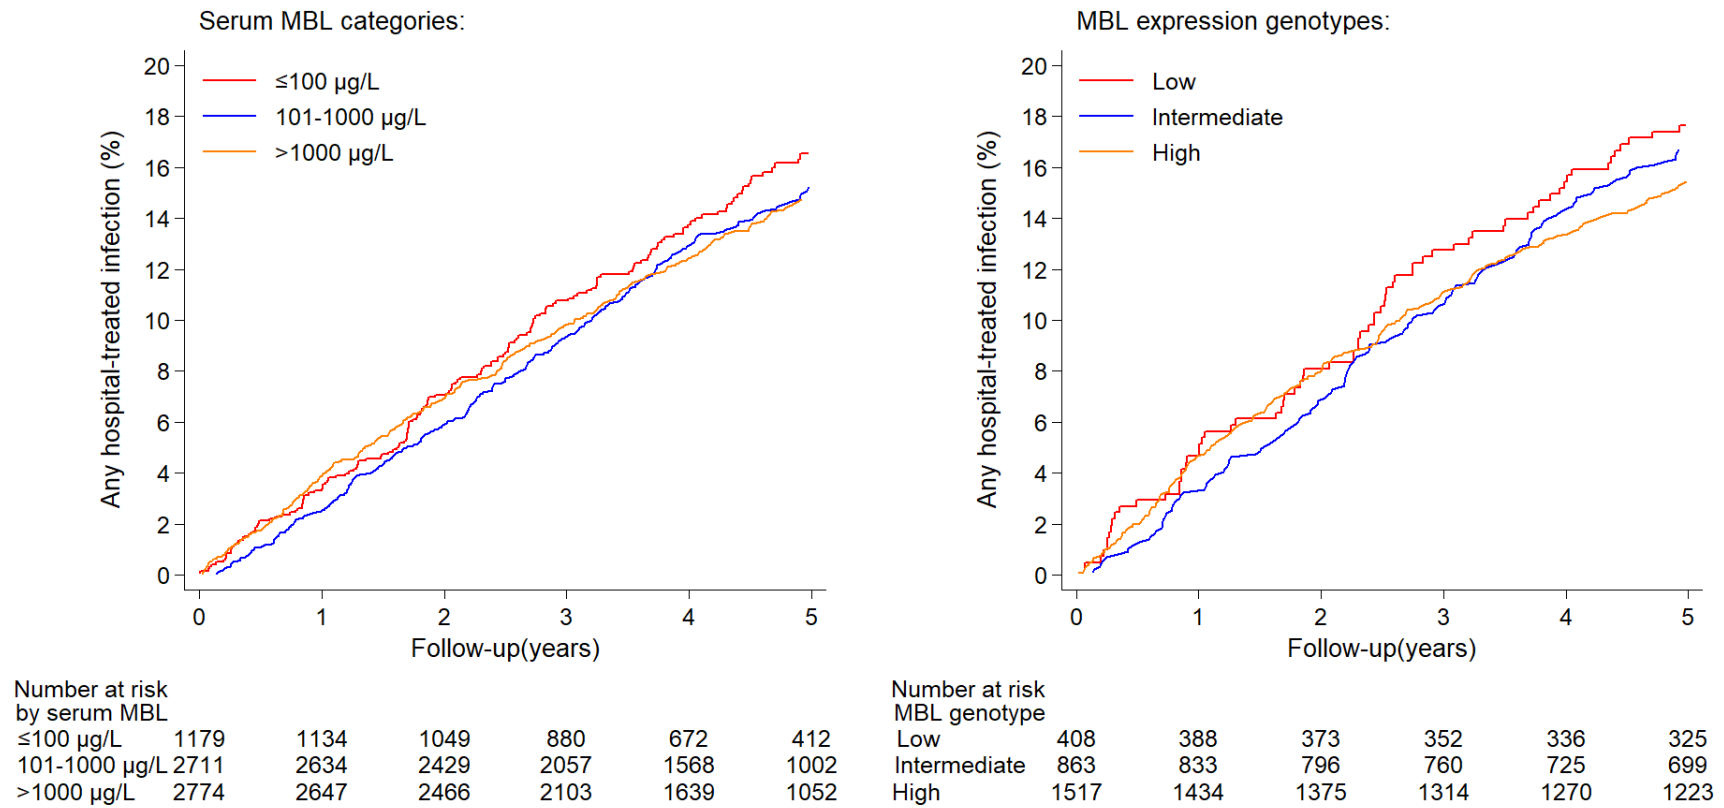 Serum MBL categories:
≤100 µg/L
101-1000 µg/L
>1000 µg/L
Any hospital-treated infection (%)
20
18
16
14
12
10
8
6
4
2
0
0 1 2 3 4 5
Follow-up(years)
Number at risk
by serum MBL
≤100 µg/L 1179 1134 1049 880 672 412
101-1000 µg/L 2711 2634 2429 2057 1568 1002
>1000 µg/L 2774 2647 2466 2103 1639 1052
MBL expression genotypes:
Low
Intermediate
High
Any hospital-treated infection (%)
20
18
16
14
12
10
8
6
4
2
0
0 1 2 3 4 5
Follow-up(years)
Number at risk
MBL genotype
Low 408 388 373 352 336 325
Intermediate 863 833 796 760 725 699
High 1517 1434 1375 1314 1270 1223